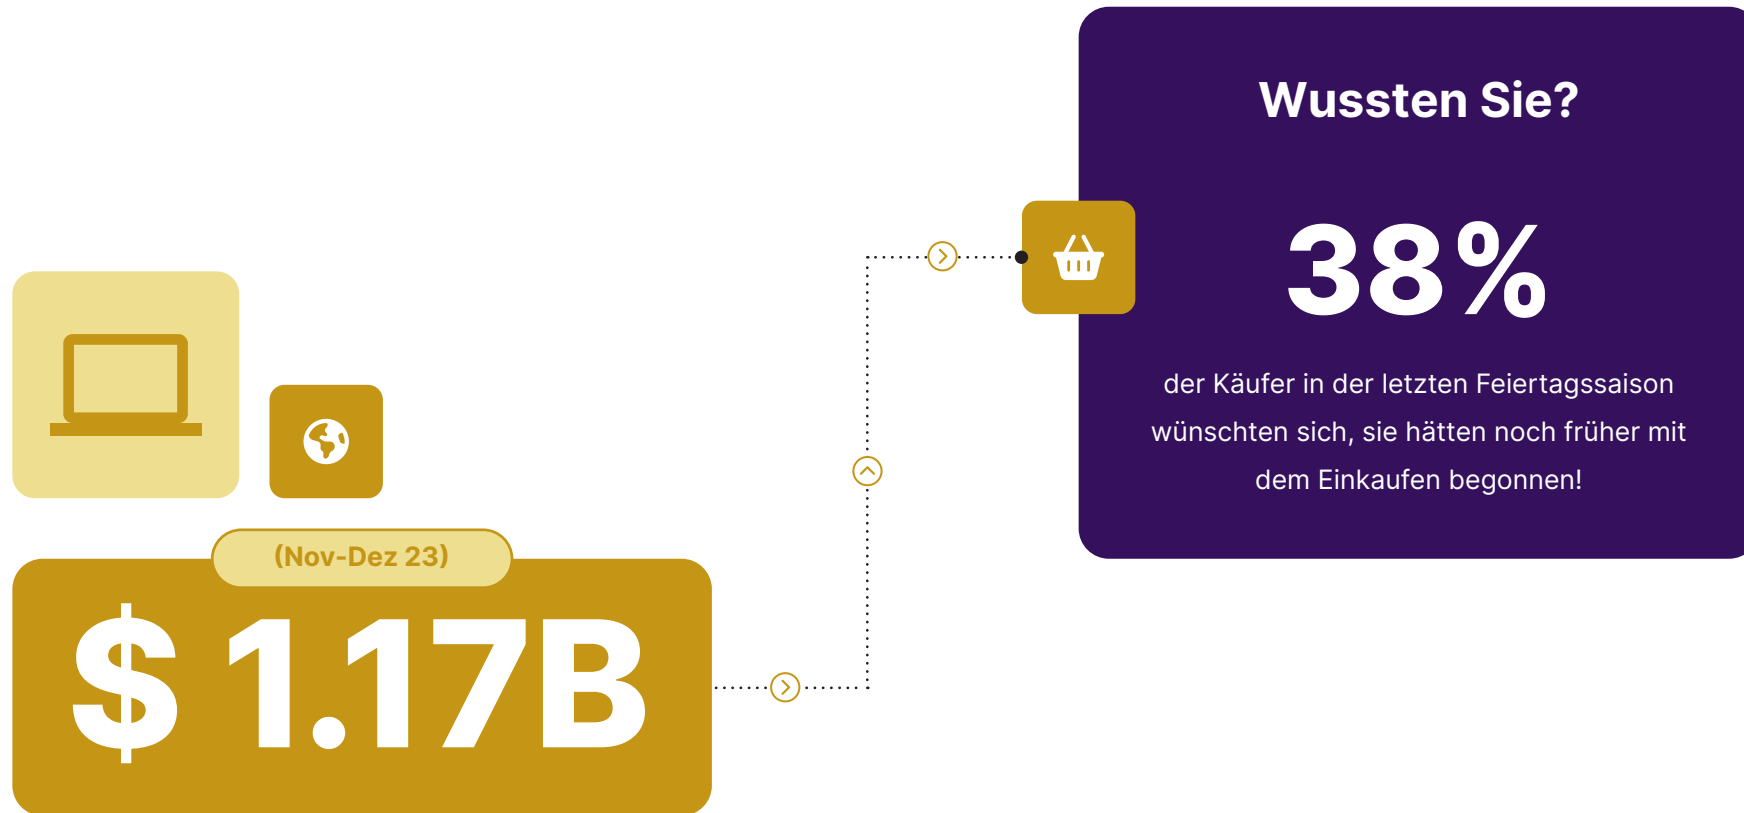 Wussten Sie?
38%
der Käufer in der letzten Feiertagssaison
wünschten sich, sie hätten noch früher mit
dem Einkaufen begonnen!
(Nov-Dez 23)
$ 1.17B